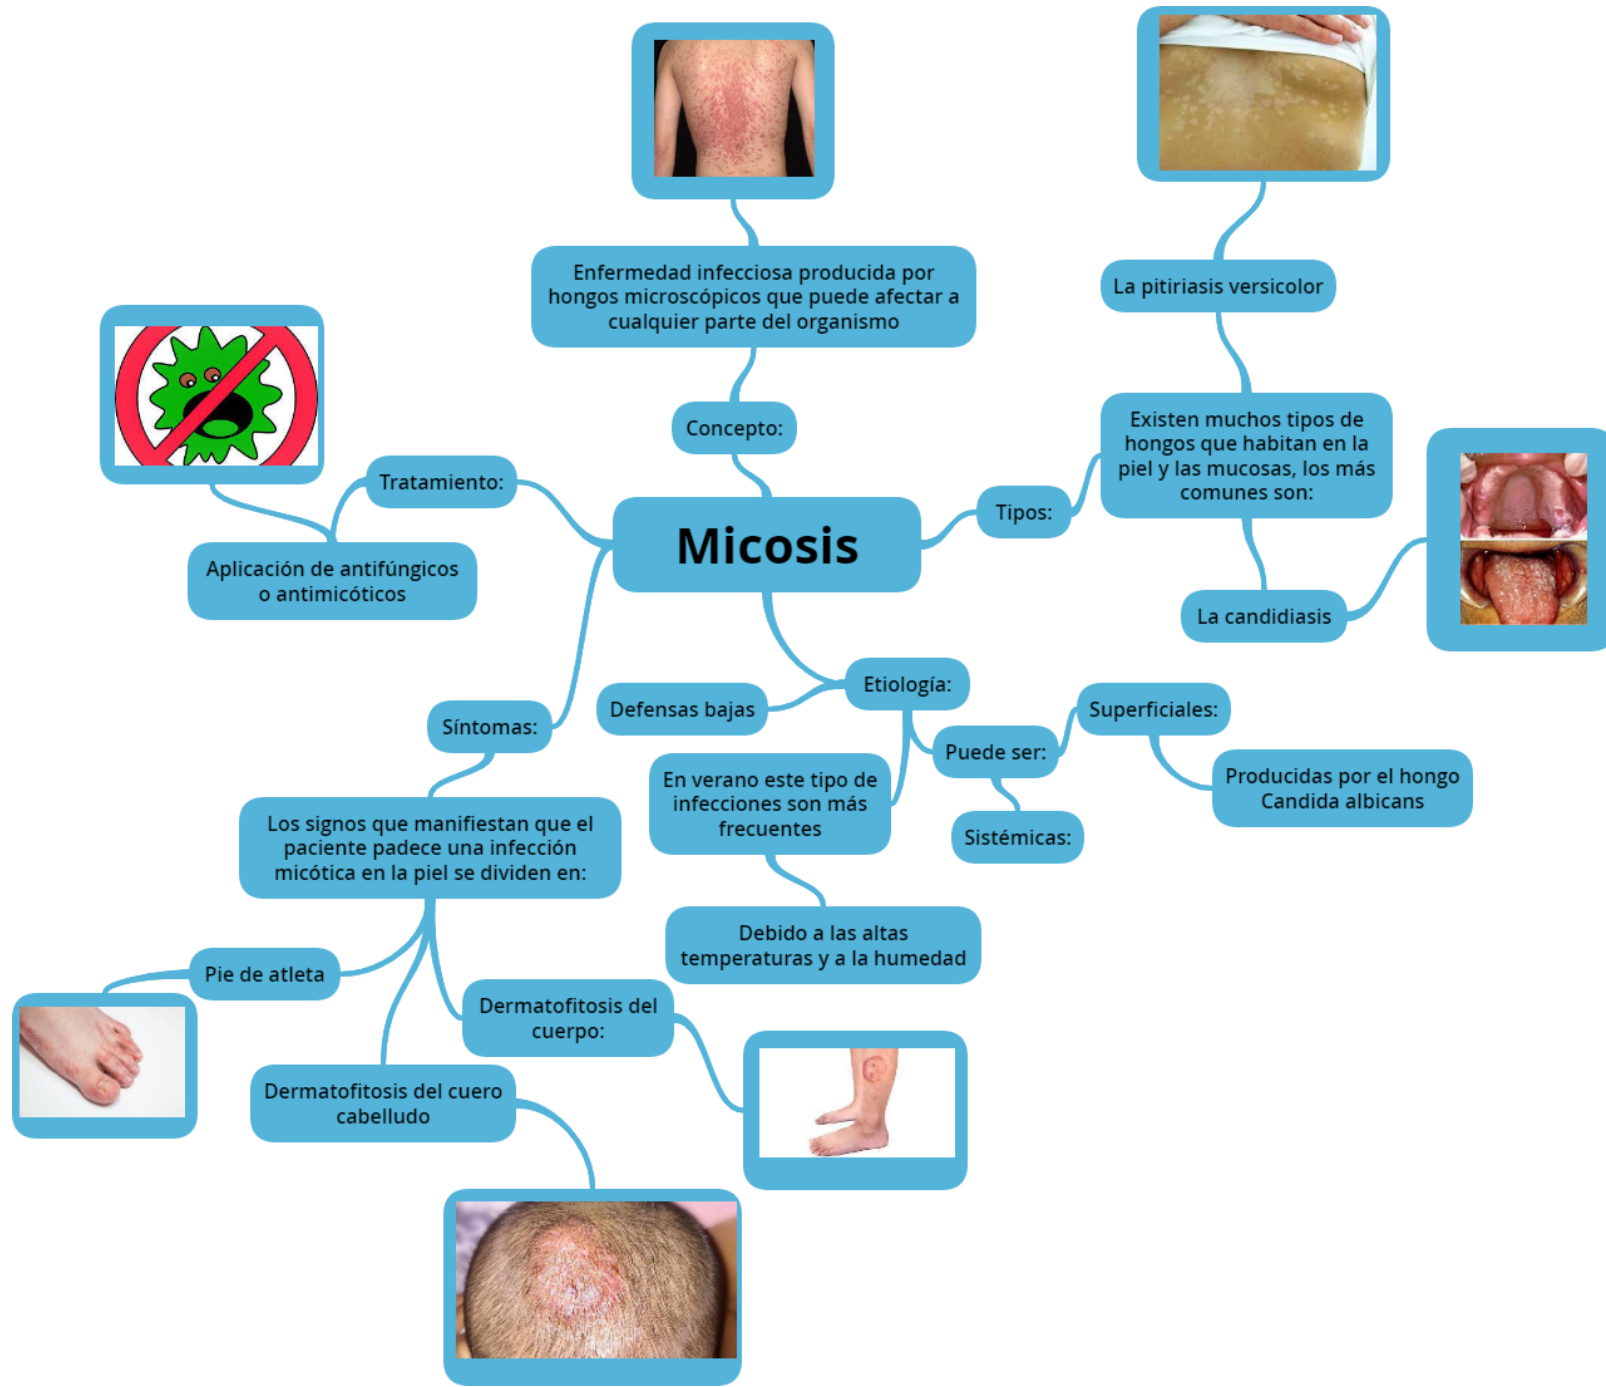 Enfermedad infecciosa producida por
hongos microscópicos que puede afectar a
cualquier parte del organismo
La pitiriasis versicolor
Concepto:
Existen muchos tipos de
hongos que habitan en la
piel y las mucosas, los más
comunes son:
Tratamiento:
Tipos:
Micosis
Aplicación de antifúngicos
o antimicóticos
La candidiasis
Etiología:
Defensas bajas
Superficiales:
Síntomas:
Puede ser:
En verano este tipo de
infecciones son más
frecuentes
Producidas por el hongo
Candida albicans
Sistémicas:
Los signos que manifiestan que el
paciente padece una infección
micótica en la piel se dividen en:
Debido a las altas
temperaturas y a la humedad
Pie de atleta
Dermatofitosis del
cuerpo:
Dermatofitosis del cuero
cabelludo